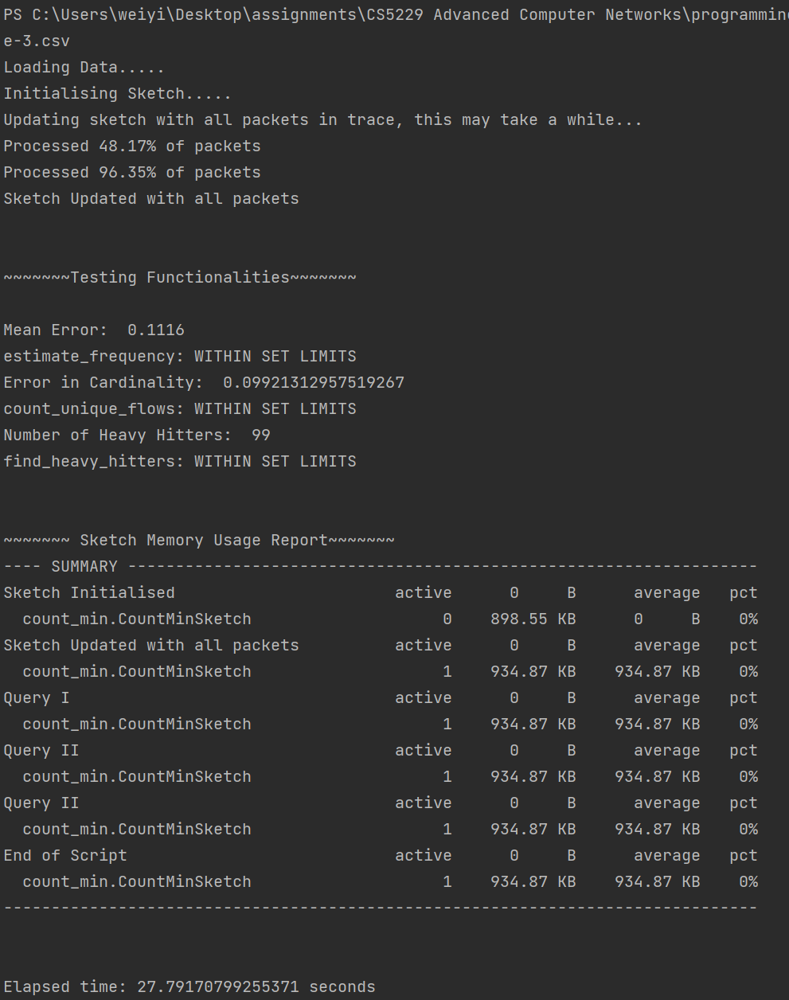 PS C:\Users\weiyi\Desktop\assignments\CS5229 Advanced Computer Networks\programming
e-3.csv
Loading Data.....
Initialising Sketch.....
Updating sketch with all packets in trace, this may take a while...
Processed 48.17% of packets
Processed 96.35% of packets
Sketch Updated with all packets
~~~~~~~Testing Functionalities~~~~~~~
Mean Error:  0.1116
estimate_frequency: WITHIN SET LIMITS
Error in Cardinality:  0.09921312957519267
count_unique_flows: WITHIN SET LIMITS
Number of Heavy Hitters:  99
find_heavy_hitters: WITHIN SET LIMITS
~~~~~~~ Sketch Memory Usage Report~~~~~~~
---- SUMMARY ------------------------------------------------------------------
Sketch Initialised                       active      0     B      average   pct
  count_min.CountMinSketch                    0    898.55 KB      0     B    0%
Sketch Updated with all packets          active      0     B      average   pct
  count_min.CountMinSketch                    1    934.87 KB    934.87 KB    0%
Query I                                  active      0     B      average   pct
  count_min.CountMinSketch                    1    934.87 KB    934.87 KB    0%
Query II                                 active      0     B      average   pct
  count_min.CountMinSketch                    1    934.87 KB    934.87 KB    0%
Query II                                 active      0     B      average   pct
  count_min.CountMinSketch                    1    934.87 KB    934.87 KB    0%
End of Script                            active      0     B      average   pct
  count_min.CountMinSketch                    1    934.87 KB    934.87 KB    0%
-------------------------------------------------------------------------------
Elapsed time: 27.79170799255371 seconds